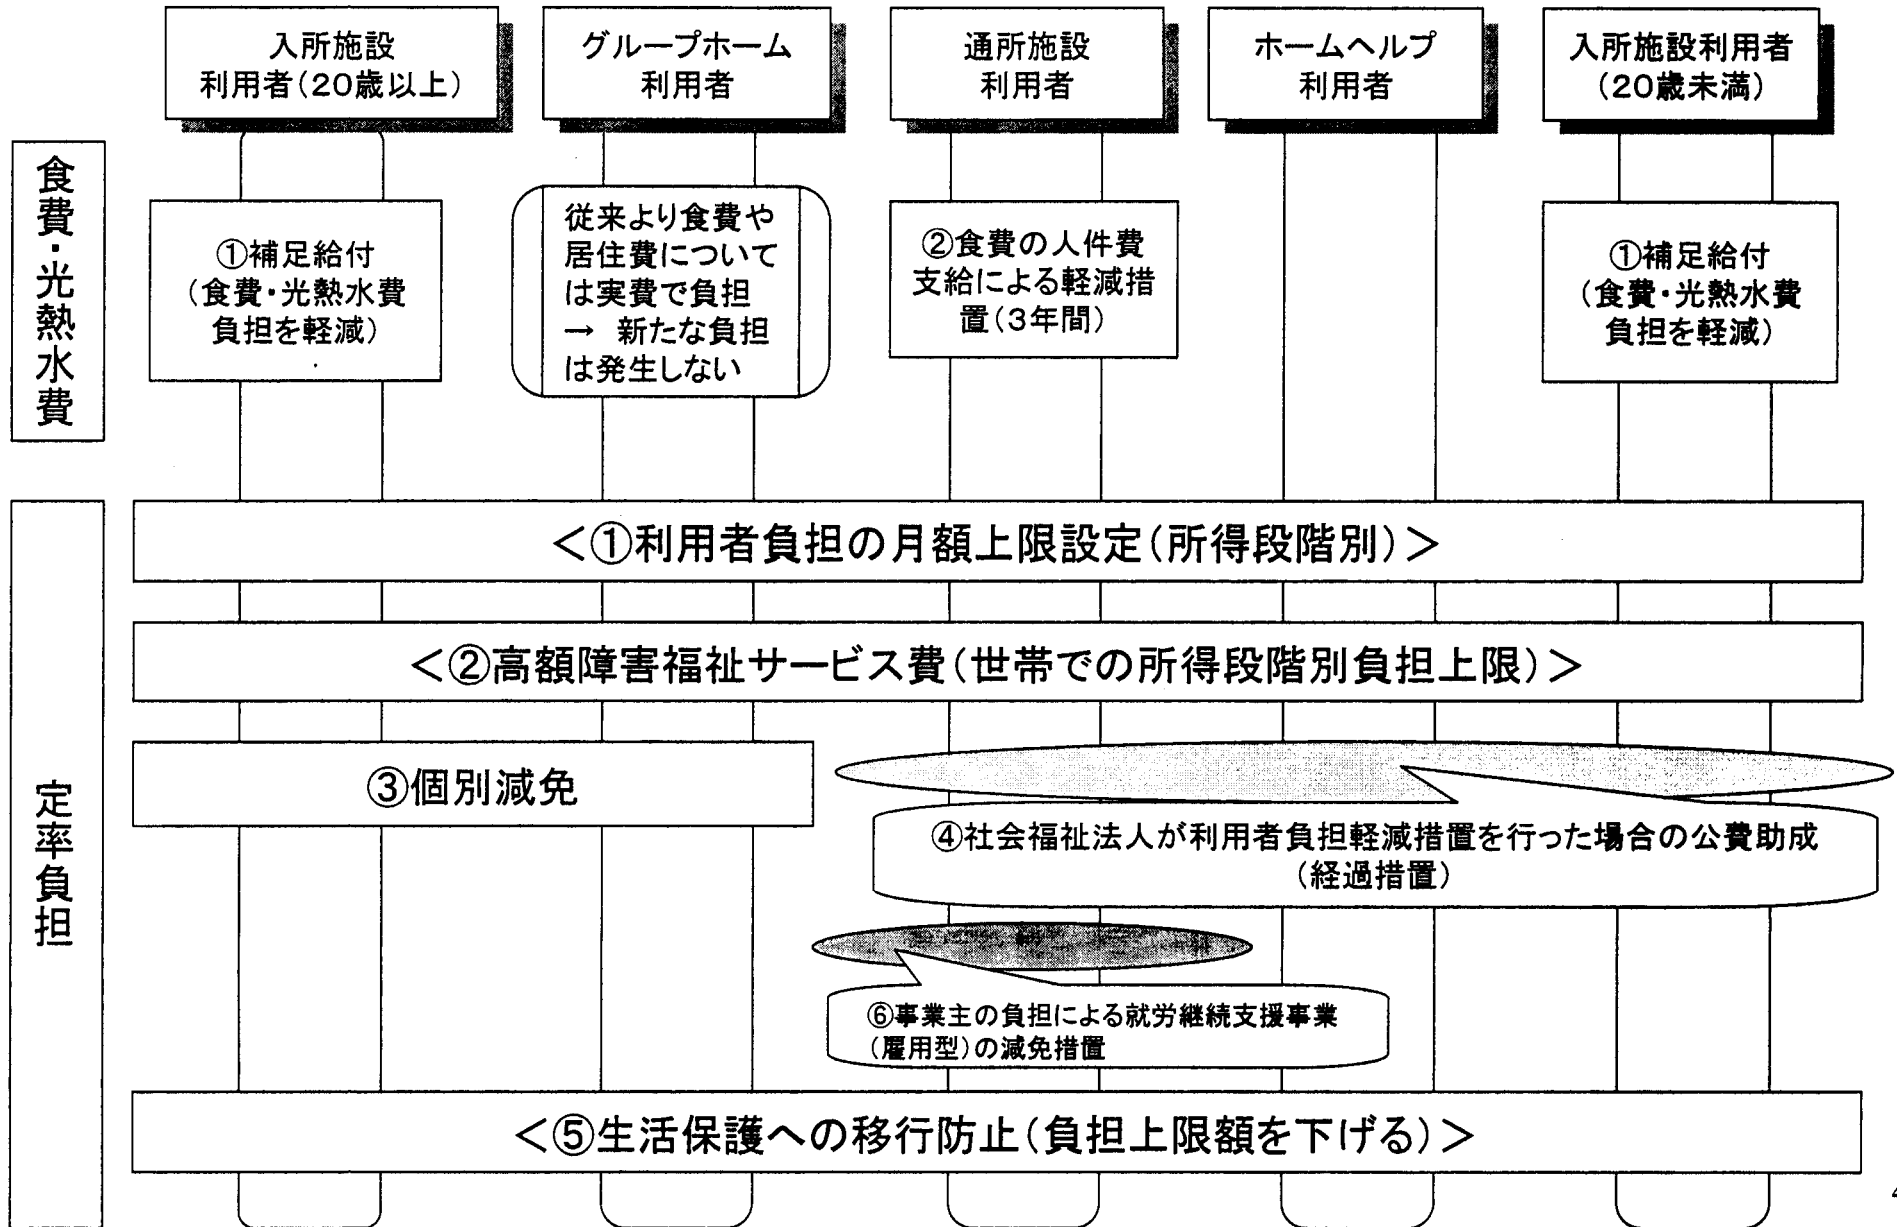 入所施設
利用者(20歳以上)
グループホーム
利用者
通所施設
利用者
ホームヘルプ
利用者
入所施設利用者
(20歳未満)
食費・光熱水費
①補足給付
(食費・光熱水費
負担を軽減)
従来より食費や
居住費について
は実費で負担
→ 新たな負担
は発生しない
②食費の人件費
支給による軽減措
置(3年間)
①補足給付
(食費・光熱水費
負担を軽減)
定率負担
<①利用者負担の月額上限設定(所得段階別)>
<②高額障害福祉サービス費(世帯での所得段階別負担上限)>
③個別減免
④社会福祉法人が利用者負担軽減措置を行った場合の公費助成
(経過措置)
⑥事業主の負担による就労継続支援事業
(雇用型)の減免措置
<⑤生活保護への移行防止(負担上限額を下げる)>
4